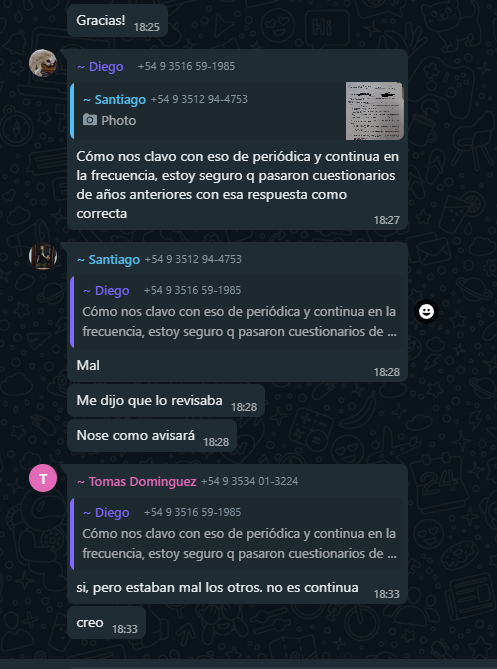 Gracias! 18:25
~ Diego +54 9 3516 59-1985
~ Santiago +54 9 3512 94-4753
Photo
Cómo nos clavo con eso de periódica y continua en
la frecuencia, estoy seguro q pasaron cuestionarios
de años anteriores con esa respuesta como
correcta
18:27
~ Santiago +54 9 3512 94-4753
~ Diego +54 9 3516 59-1985
Cómo nos clavo con eso de periódica y continua en la
frecuencia, estoy seguro q pasaron cuestionarios de ...
Mal
18:28
Me dijo que lo revisaba 18:28
Nose como avisará 18:28
T
~ Tomas Dominguez +54 9 3534 01-3224
~ Diego +54 9 3516 59-1985
Cómo nos clavo con eso de periódica y continua en la
frecuencia, estoy seguro q pasaron cuestionarios de ...
si, pero estaban mal los otros. no es continua
18:33
creo 18:33